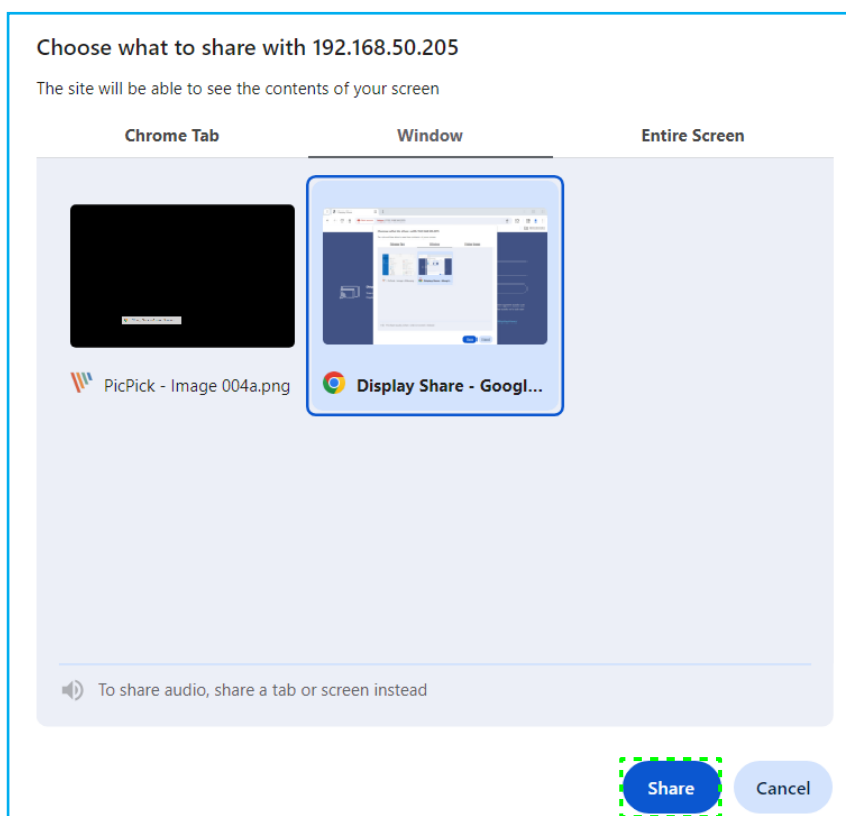 Choose what to share with 192.168.50.205
The site will be able to see the contents of your screen
Chrome Tab Window Entire Screen
PicPick - Image 004a.png Display Share - Googl...
To share audio, share a tab or screen instead
Share Cancel